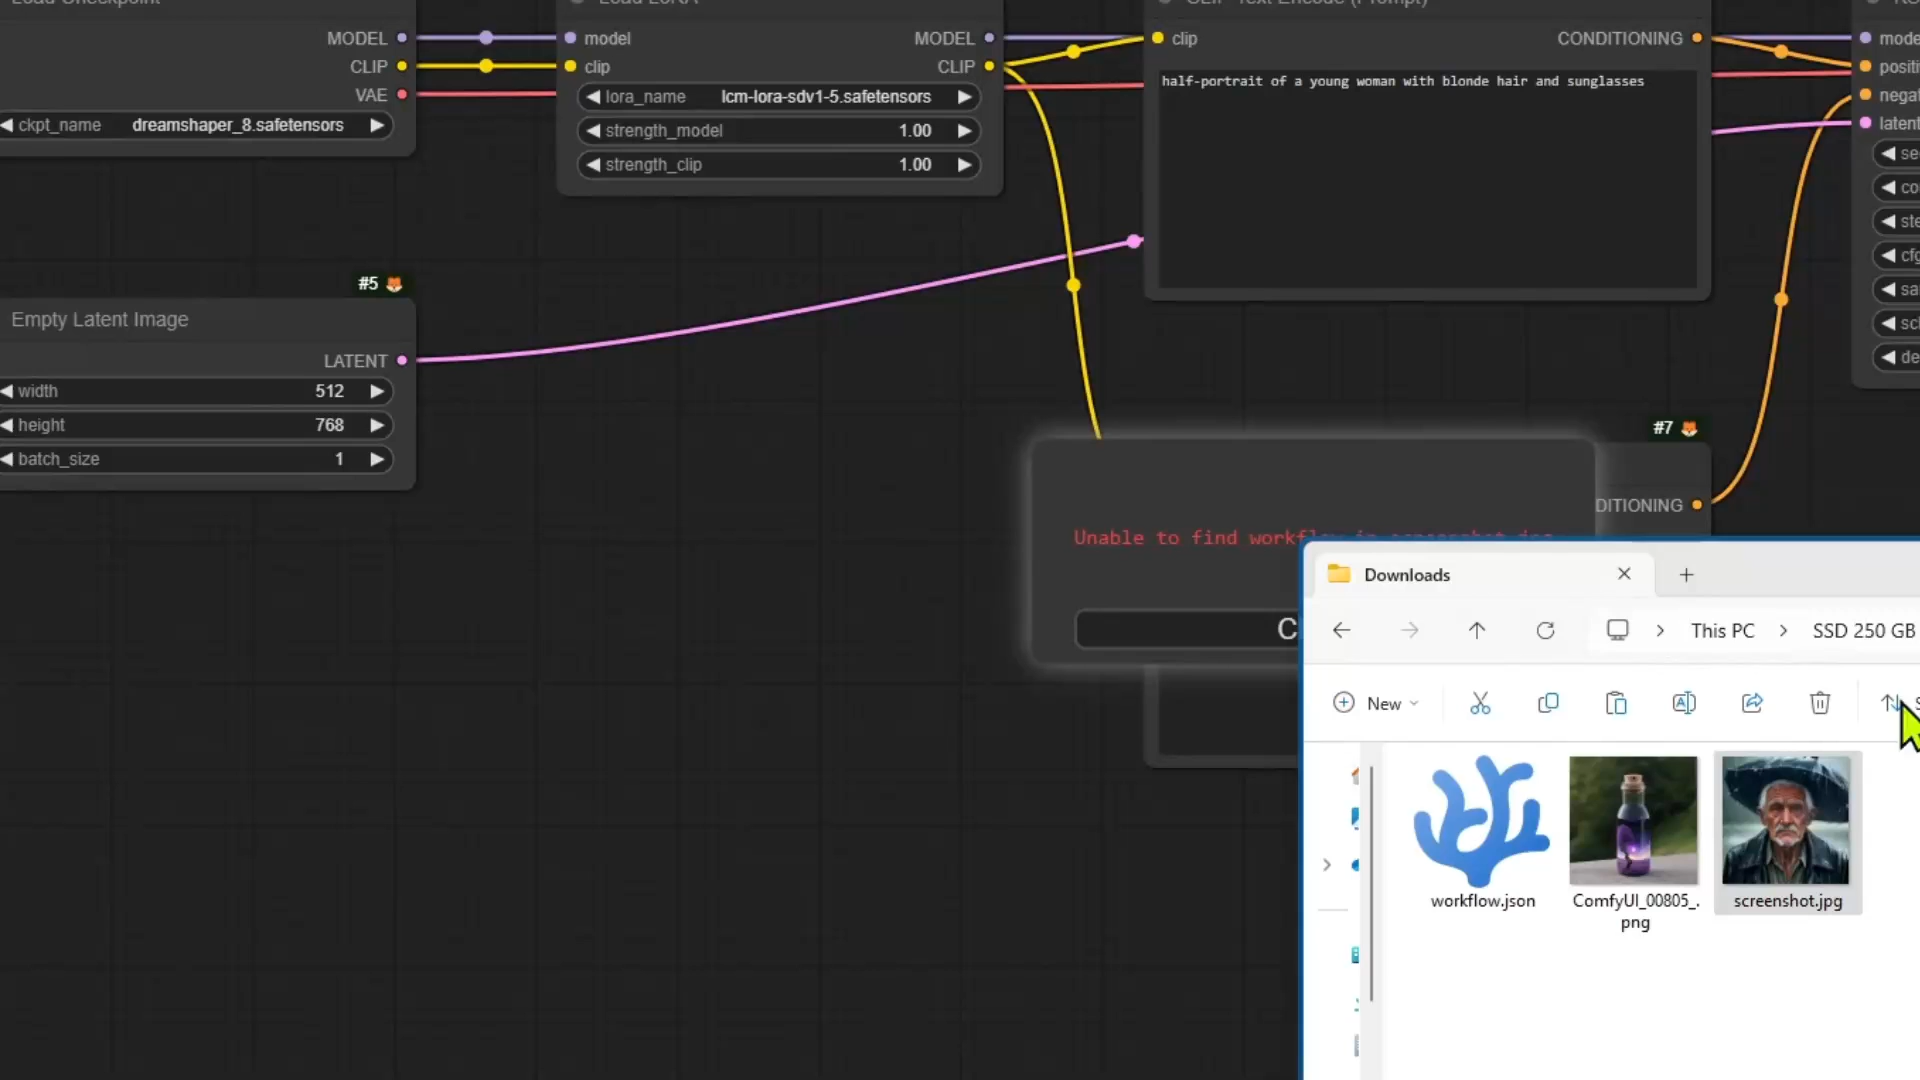 MODEL
CLIP
VAE
ckpt_name dreamshaper_8.safetensors
model MODEL
clip CLIP
lora_name lcm-lora-sdv1-5.safetensors
strength_model 1.00
strength_clip 1.00
clip CONDITIONING
half-portrait of a young woman with blonde hair and sunglasses
#5
Empty Latent Image
LATENT
width 512
height 768
batch_size 1
#7
DITIONING
Unable to find workfl
Downloads
This PC > SSD 250 GB
New
workflow.json
ComfyUI_00805_.
png
screenshot.jpg